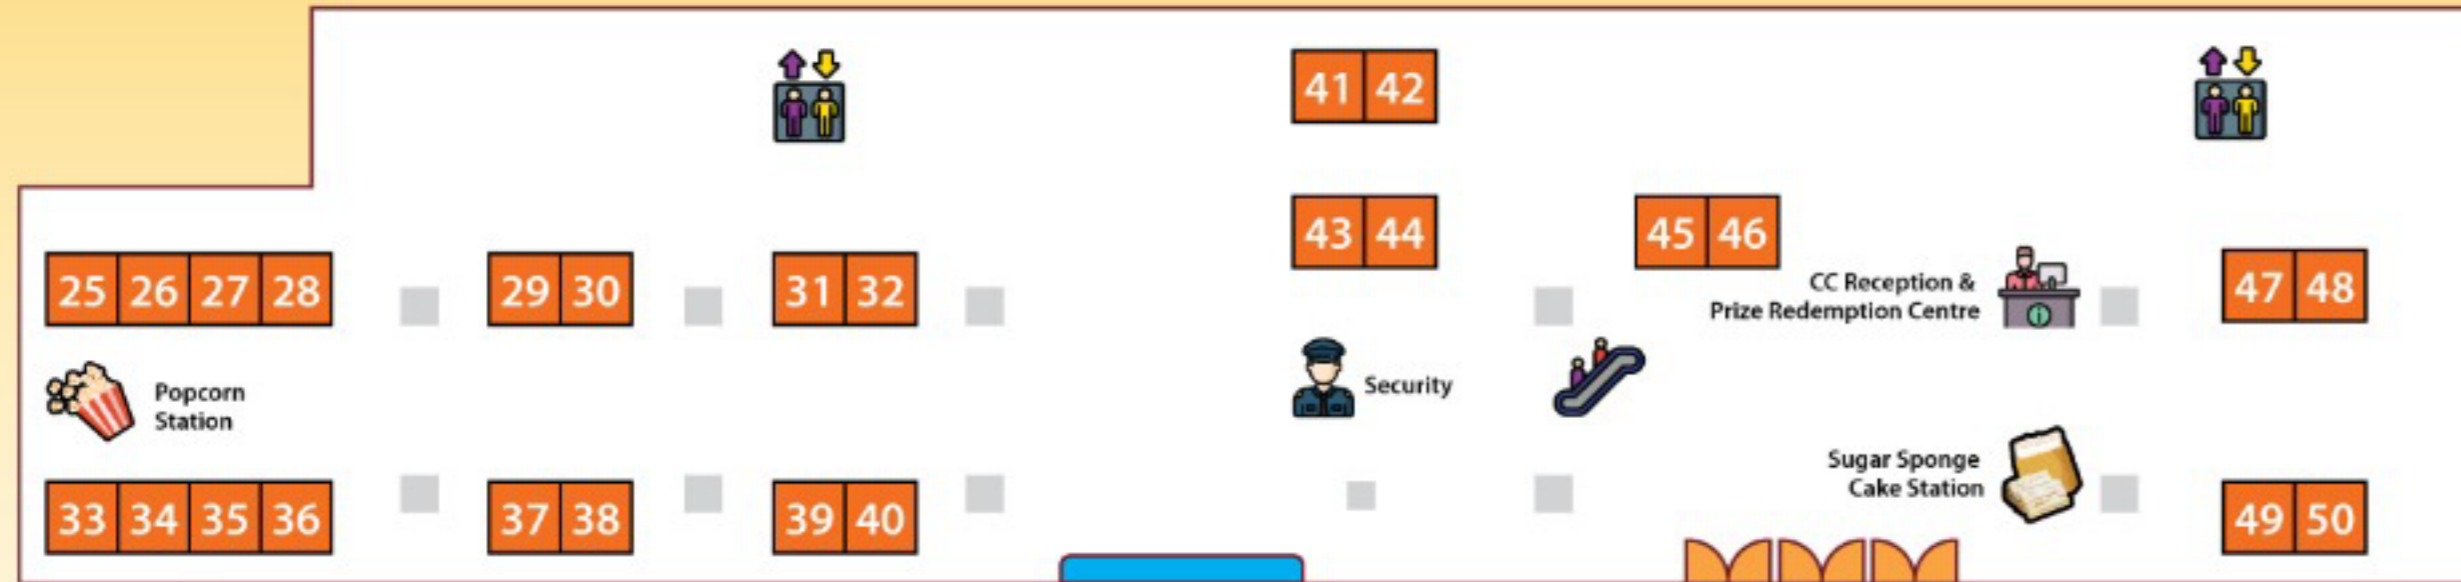 41 42
43 44
45 46
25 26 27 28
29 30
31 32
CC Reception &
Prize Redemption Centre
47 48
Popcorn
Station
Security
Sugar Sponge
Cake Station
33 34 35 36
37 38
39 40
49 50